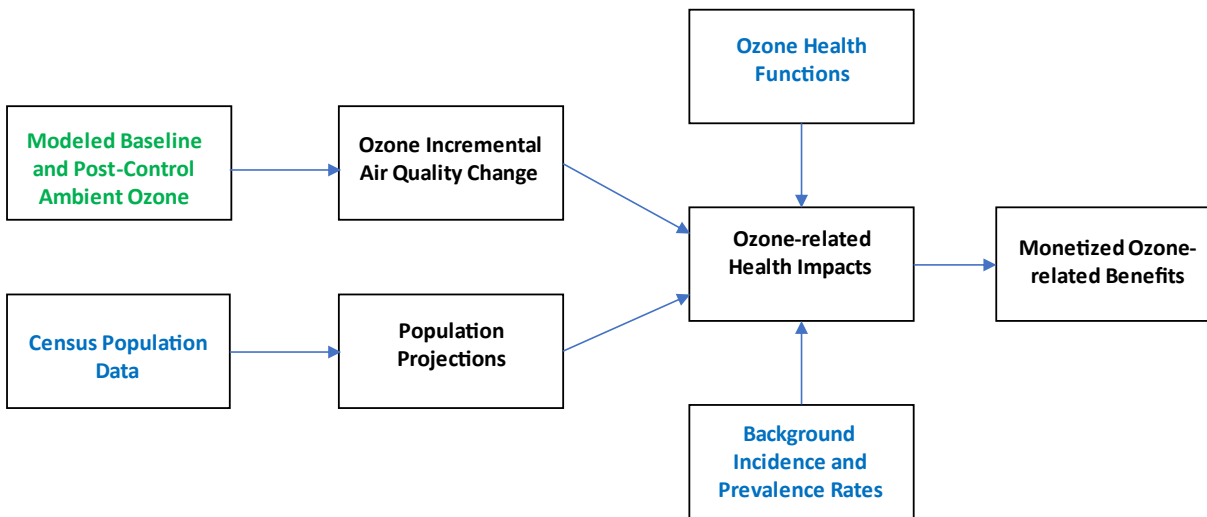 Ozone Health
Functions
Modeled Baseline
and Post-Control
Ambient Ozone
Ozone Incremental
Air Quality Change
Ozone-related
Health Impacts
Monetized Ozone-
related Benefits
Census Population
Data
Population
Projections
Background
Incidence and
Prevalence Rates